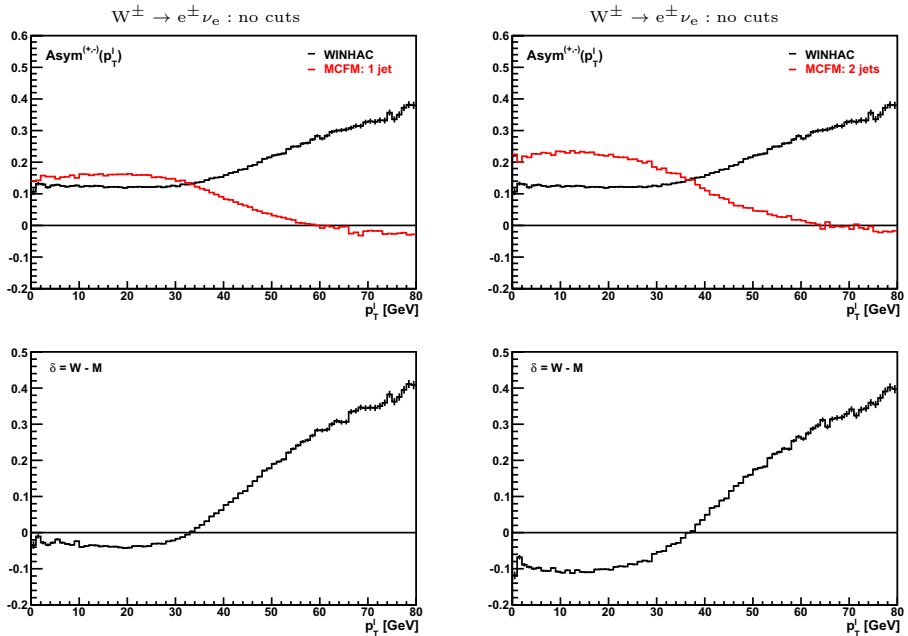 W± → e± νe : no cuts
Asym(+,-)(pTl)
WINHAC
MCFM: 1 jet
0.6
0.5
0.4
0.3
0.2
0.1
0
-0.1
-0.2
0 10 20 30 40 50 60 70 80
pTl [GeV]
W± → e± νe : no cuts
Asym(+,-)(pTl)
WINHAC
MCFM: 2 jets
0.6
0.5
0.4
0.3
0.2
0.1
0
-0.1
-0.2
0 10 20 30 40 50 60 70 80
pTl [GeV]
δ = W - M
0.5
0.4
0.3
0.2
0.1
0
-0.1
-0.2
0 10 20 30 40 50 60 70 80
pTl [GeV]
δ = W - M
0.5
0.4
0.3
0.2
0.1
0
-0.1
-0.2
0 10 20 30 40 50 60 70 80
pTl [GeV]